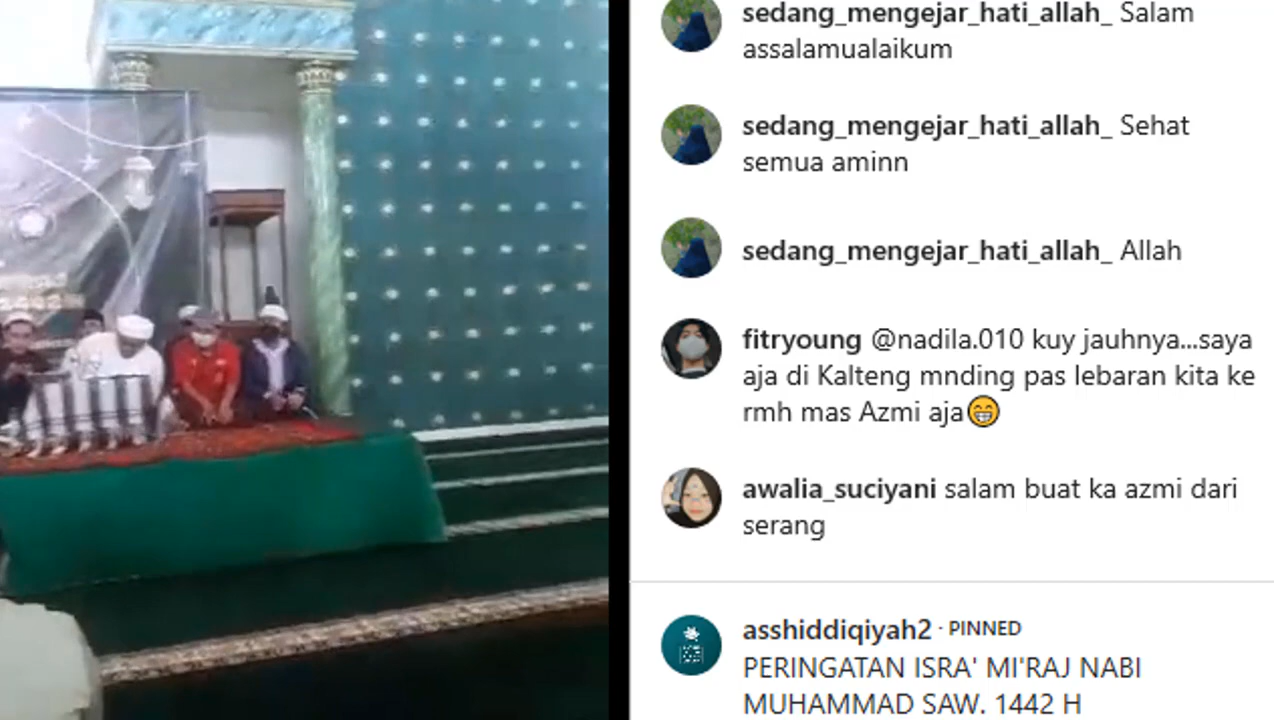 sedang_mengejar_hati_allah_ Salam
assalamualaikum
sedang_mengejar_hati_allah_ Sehat
semua aminn
sedang_mengejar_hati_allah_ Allah
fitryoung @nadila.010 kuy jauhnya...saya
aja di Kalteng mnding pas lebaran kita ke
rmh mas Azmi aja😁
awalia_suciyani salam buat ka azmi dari
serang
asshiddiqiyah2 · PINNED
PERINGATAN ISRA' MI'RAJ NABI
MUHAMMAD SAW. 1442 H